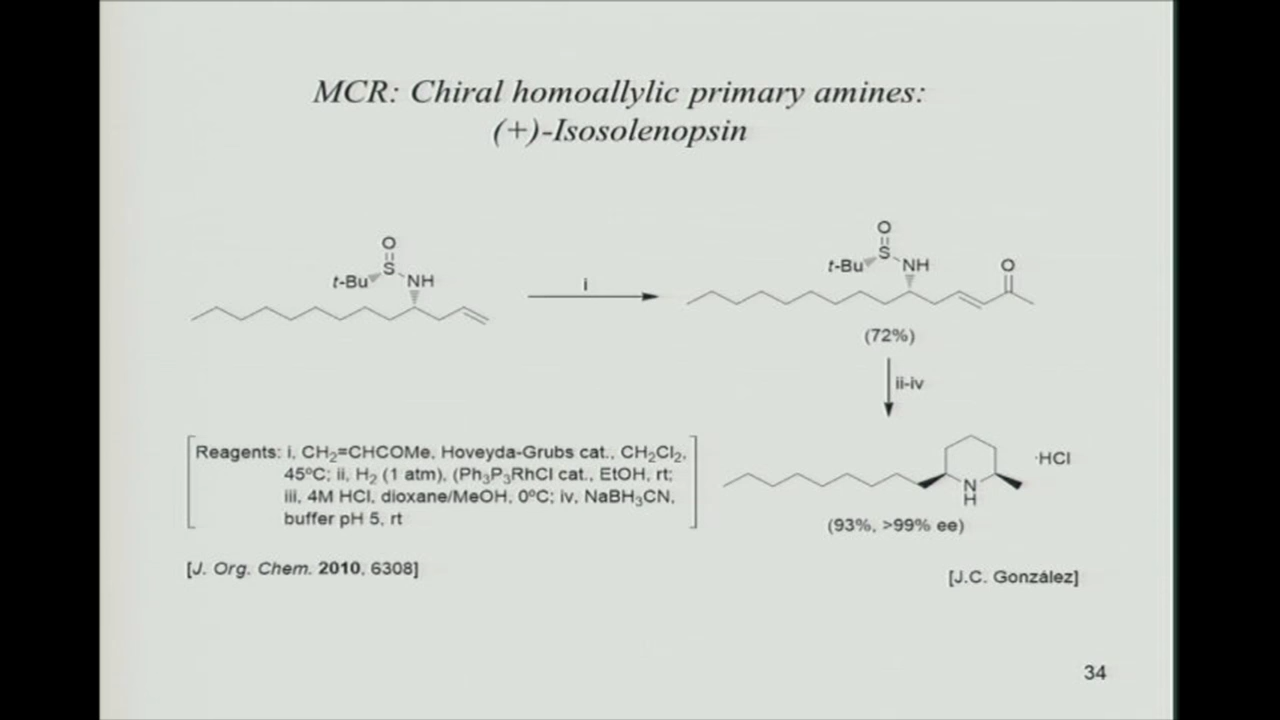 MCR: Chiral homoallylic primary amines:
(+)-Isosolenopsin
O
S
t-Bu
NH
i
O
S
t-Bu
NH
O
(72%)
ii-iv
Reagents: i, CH₂=CHCOMe, Hoveyda-Grubs cat., CH₂Cl₂,
45ºC; ii, H₂ (1 atm), (Ph₃P₃RhCl cat., EtOH, rt;
iii, 4M HCl, dioxane/MeOH, 0ºC; iv, NaBH₃CN,
buffer pH 5, rt
N
H
·HCl
(93%, >99% ee)
[J. Org. Chem. 2010, 6308]
[J.C. González]
34